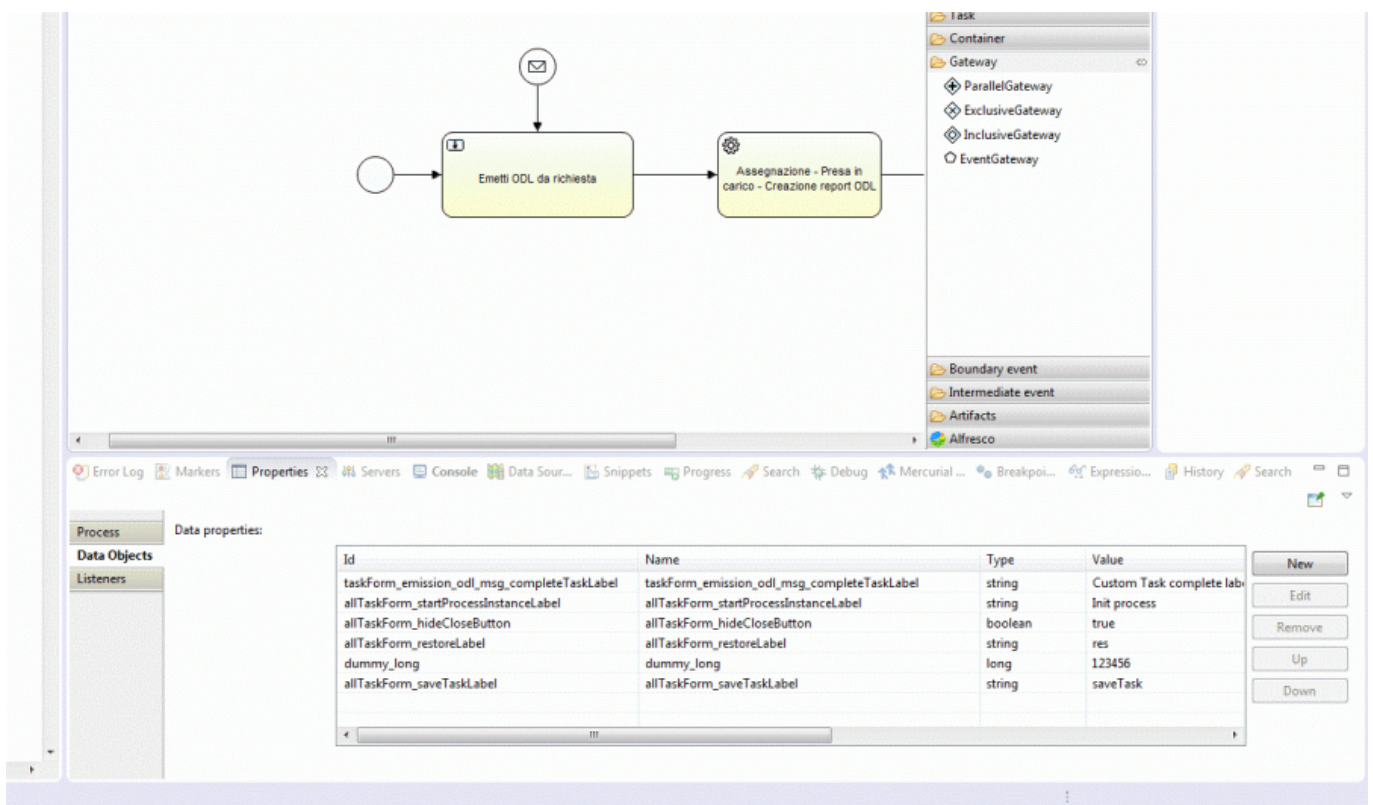 Task
Container
Gateway
ParallelGateway
ExclusiveGateway
InclusiveGateway
EventGateway
Emetti ODL da richiesta
Assegnazione - Presa in
carico - Creazione report ODL
Boundary event
Intermediate event
Artifacts
Alfresco
Error Log Markers Properties Servers Console Data Sour... Snippets Progress Search Debug Mercurial ... Breakpoi... Expressio... History Search
Process
Data Objects
Listeners
Data properties:
Id Name Type Value
taskForm_emission_odl_msg_completeTaskLabel taskForm_emission_odl_msg_completeTaskLabel string Custom Task complete lab
allTaskForm_startProcessInstanceLabel allTaskForm_startProcessInstanceLabel string Init process
allTaskForm_hideCloseButton allTaskForm_hideCloseButton boolean true
allTaskForm_restoreLabel allTaskForm_restoreLabel string res
dummy_long dummy_long long 123456
allTaskForm_saveTaskLabel allTaskForm_saveTaskLabel string saveTask
New
Edit
Remove
Up
Down